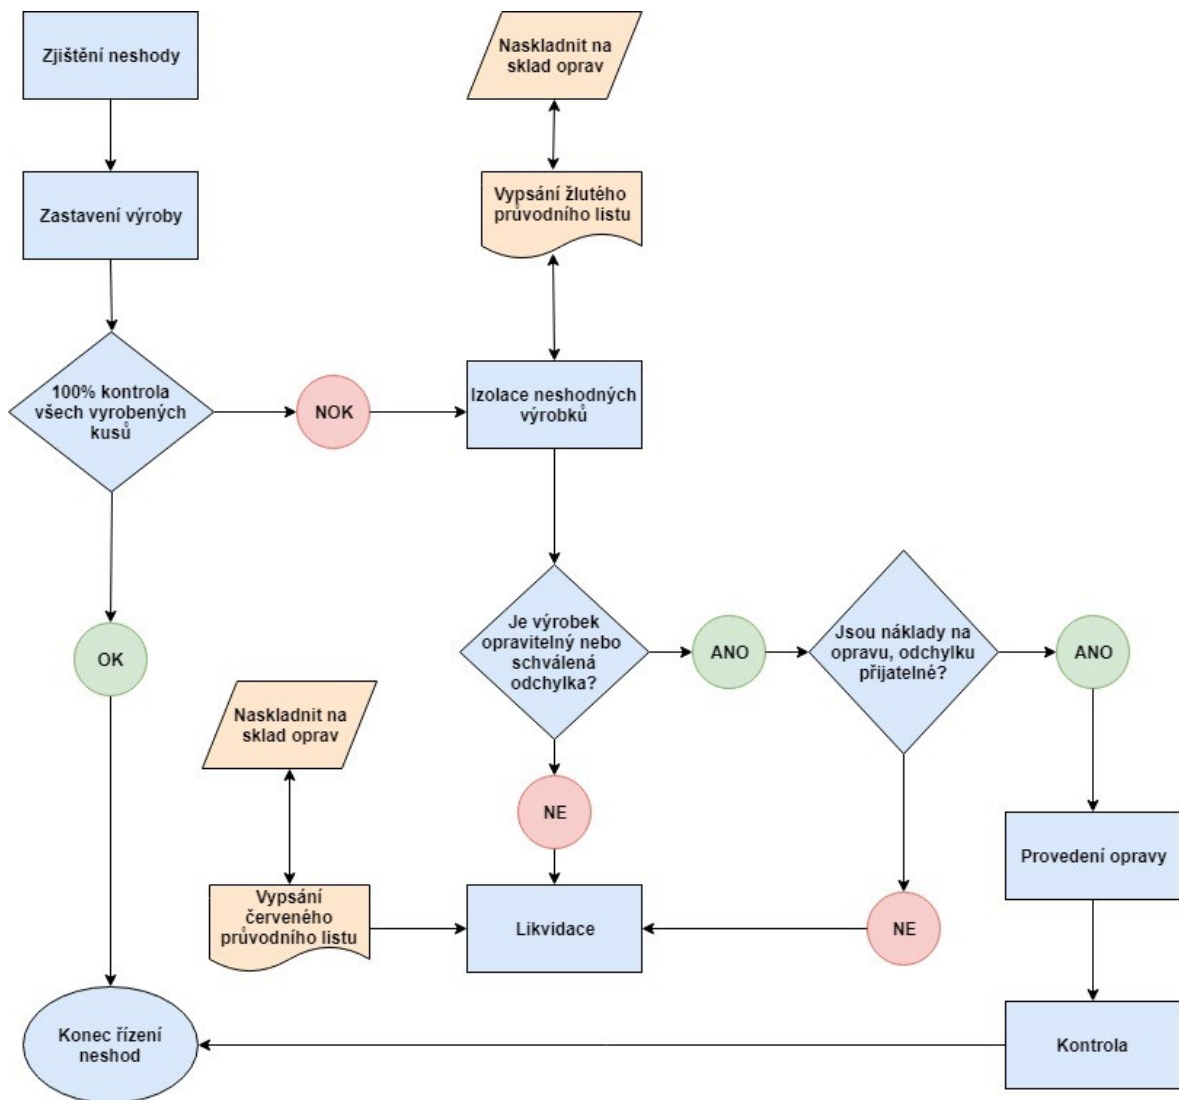 Zjištění neshody
Naskladnit na
sklad oprav
Zastavení výroby
Vypsání žlutého
průvodního listu
100% kontrola
všech vyrobených
kusů
NOK
Izolace neshodných
výrobků
OK
Je výrobek
opravitelný nebo
schválená
odchylka?
ANO
Jsou náklady na
opravu, odchylku
přijatelné?
ANO
Naskladnit na
sklad oprav
NE
Provedení opravy
Vypsání
červeného
průvodního listu
Likvidace
NE
Konec řízení
neshod
Kontrola